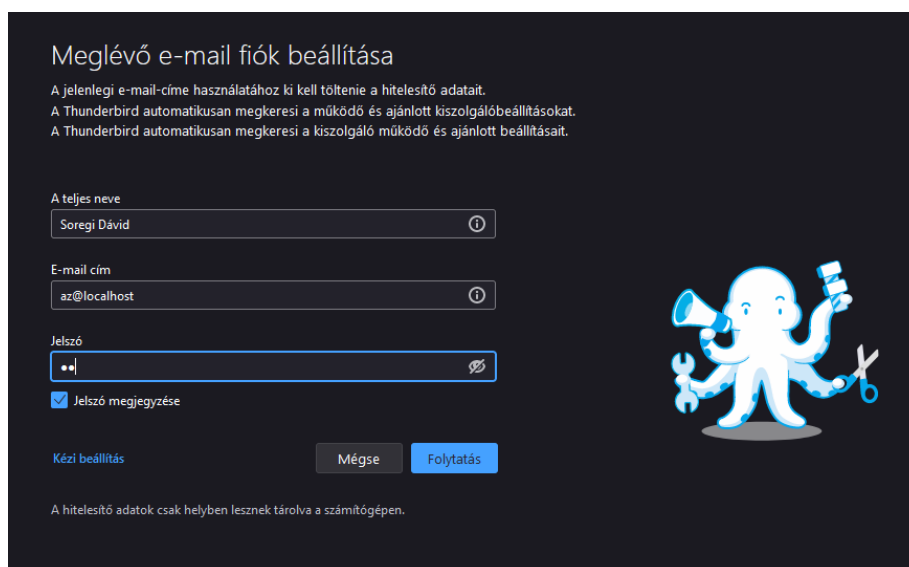 Meglévő e-mail fiók beállítása
A jelenlegi e-mail-címe használatához ki kell töltenie a hitelesítő adatait.
A Thunderbird automatikusan megkeresi a működő és ajánlott kiszolgálóbeállításokat.
A Thunderbird automatikusan megkeresi a kiszolgáló működő és ajánlott beállításait.
A teljes neve
Soregi Dávid
E-mail cím
az@localhost
Jelszó
••
Jelszó megjegyzése
Kézi beállítás
Mégse
Folytatás
A hitelesítő adatok csak helyben lesznek tárolva a számítógépen.